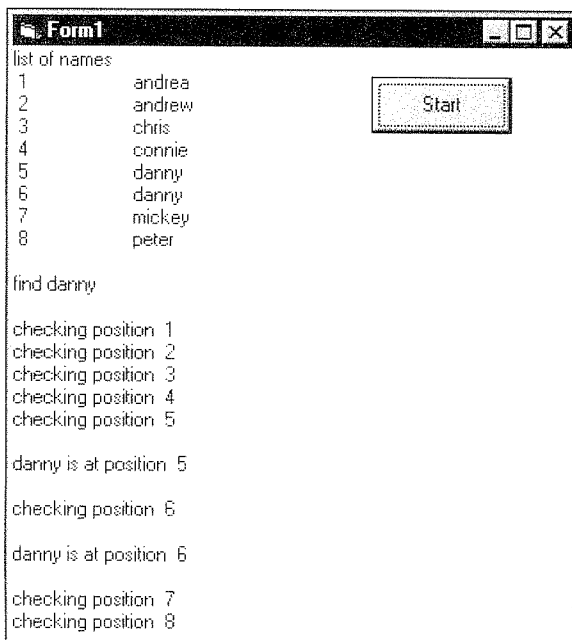 Form1
list of names
1 andrea
Start
2 andrew
3 chris
4 connie
5 danny
6 danny
7 mickey
8 peter
find danny
checking position 1
checking position 2
checking position 3
checking position 4
checking position 5
danny is at position 5
checking position 6
danny is at position 6
checking position 7
checking position 8